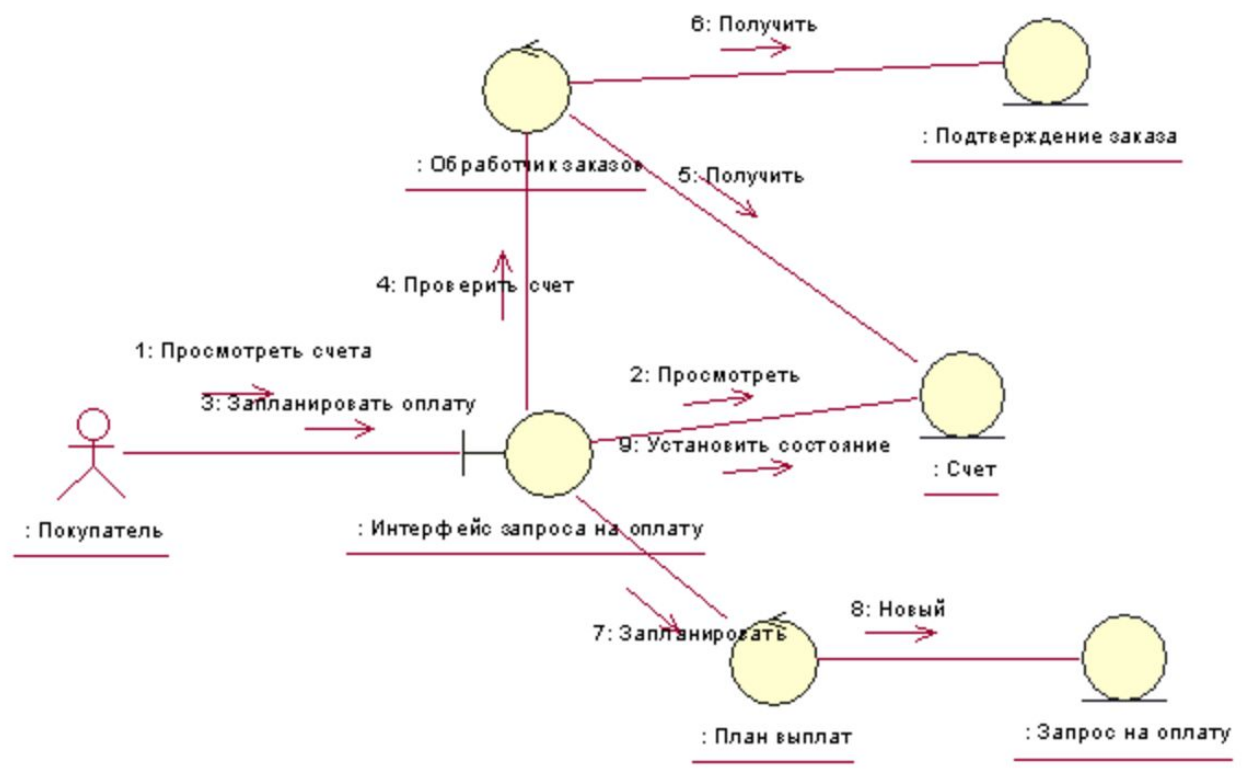 6: Получить
: Подтверждение заказа
: Обработчик заказов
5: Получить
4: Проверить счет
1: Просмотреть счета
2: Просмотреть
3: Запланировать оплату
9: Установить состояние
: Счет
: Покупатель
: Интерфейс запроса на оплату
8: Новый
7: Запланировать
: План выплат
: Запрос на оплату